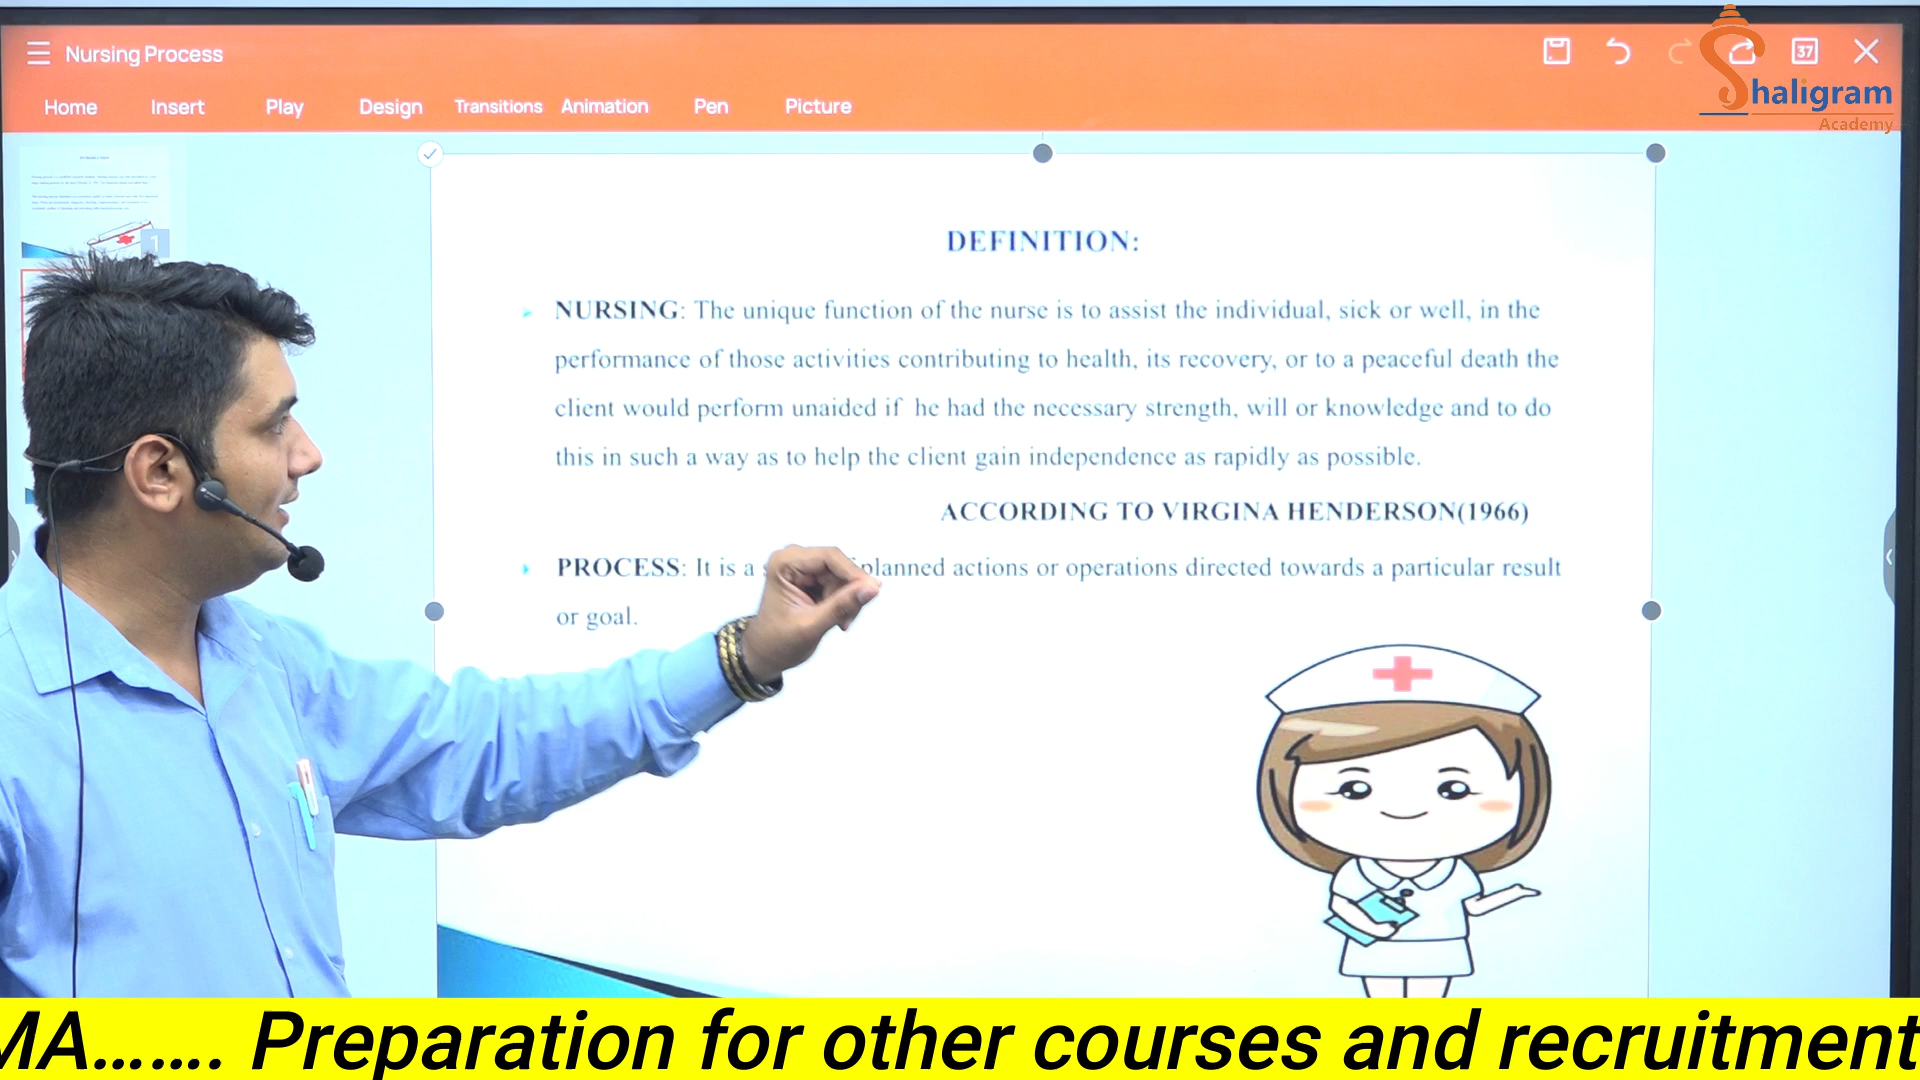 Nursing Process
37
Shaligram
Academy
Home Insert Play Design Transitions Animation Pen Picture
1
DEFINITION:
NURSING: The unique function of the nurse is to assist the individual, sick or well, in the
performance of those activities contributing to health, its recovery, or to a peaceful death the
client would perform unaided if he had the necessary strength, will or knowledge and to do
this in such a way as to help the client gain independence as rapidly as possible.
ACCORDING TO VIRGINA HENDERSON(1966)
PROCESS: It is a planned actions or operations directed towards a particular result
or goal.
MA....... Preparation for other courses and recruitment